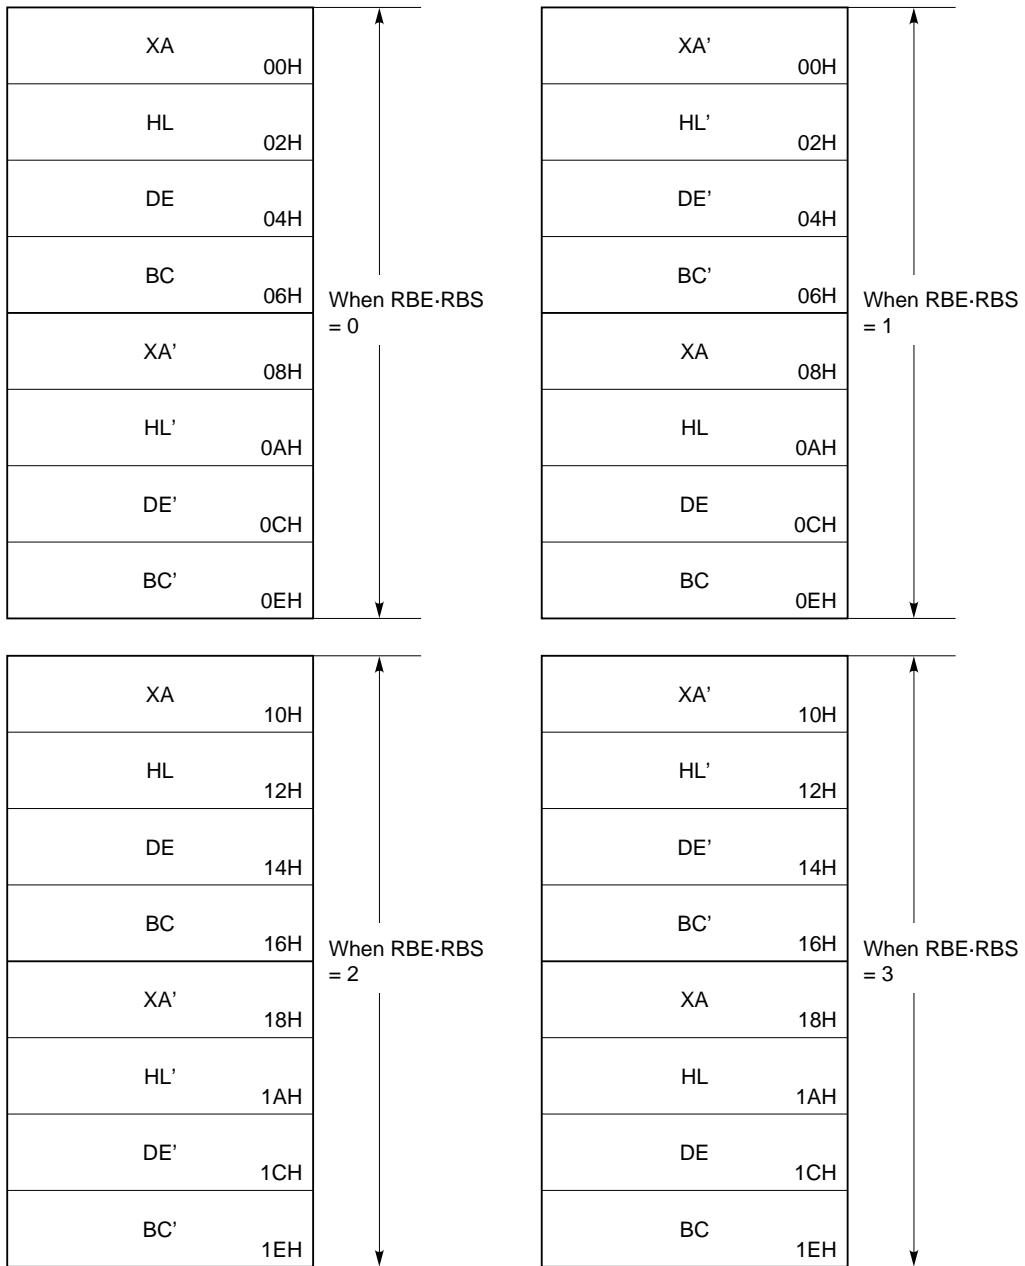 XA
00H
HL
02H
DE
04H
BC
06H
XA’
08H
HL’
0AH
DE’
0CH
BC’
0EH
When RBE·RBS
= 0
XA’
00H
HL’
02H
DE’
04H
BC’
06H
XA
08H
HL
0AH
DE
0CH
BC
0EH
When RBE·RBS
= 1
XA
10H
HL
12H
DE
14H
BC
16H
XA’
18H
HL’
1AH
DE’
1CH
BC’
1EH
When RBE·RBS
= 2
XA’
10H
HL’
12H
DE’
14H
BC’
16H
XA
18H
HL
1AH
DE
1CH
BC
1EH
When RBE·RBS
= 3